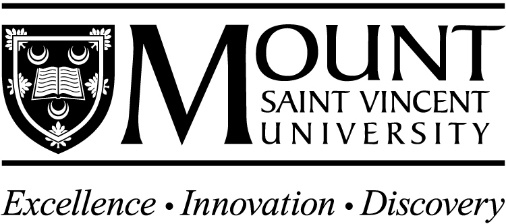 MOUNT
SAINT VINCENT
UNIVERSITY
Excellence • Innovation • Discovery